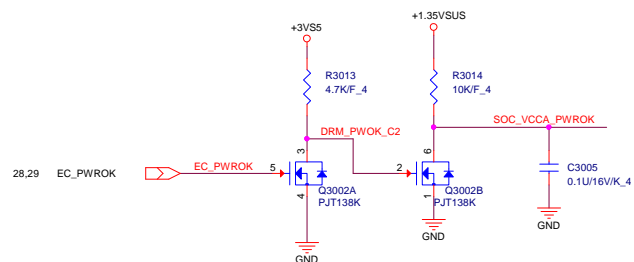 +3VS5
+1.35VSUS
R3013
4.7K/F_4
R3014
10K/F_4
SOC_VCCA_PWROK
DRM_PWOK_C2
3
6
28,29
EC_PWROK
EC_PWROK
5
2
C3005
0.1U/16V/K_4
Q3002A
PJT138K
Q3002B
PJT138K
4
1
GND
GND
GND